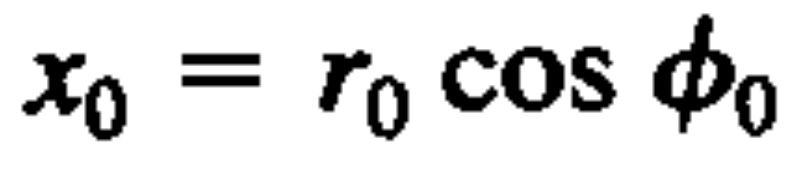 x₀ = r₀ cos ϕ₀